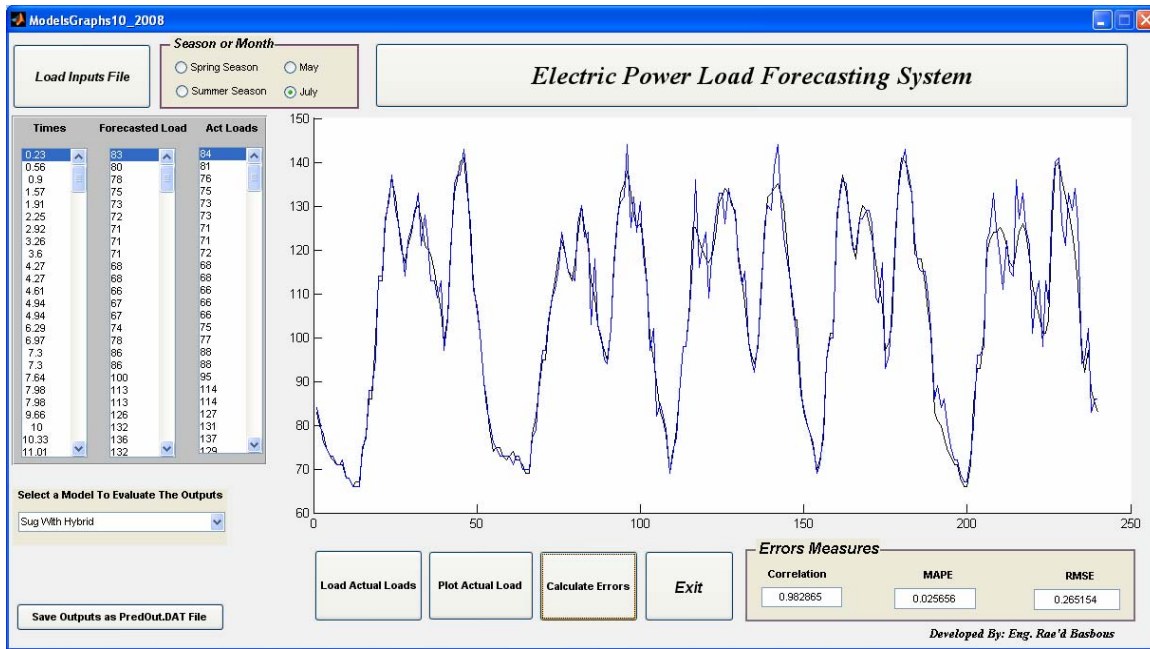 ModelsGraphs10_2008
Load Inputs File
Season or Month
Spring Season
May
Summer Season
July
Electric Power Load Forecasting System
Times Forecasted Load Act Loads
0.23 83 84
0.56 80 81
0.9 78 76
1.57 75 75
1.91 73 73
2.25 72 73
2.92 71 71
3.26 71 71
3.6 71 72
4.27 68 68
4.27 68 68
4.61 66 66
4.94 67 66
4.94 67 66
6.29 74 75
6.97 78 77
7.3 86 88
7.3 86 88
7.64 100 95
7.98 113 114
7.98 113 114
9.66 126 127
10 132 131
10.33 136 137
11.01 132 129
150
140
130
120
110
100
90
80
70
60
0 50 100 150 200 250
Select a Model To Evaluate The Outputs
Sug With Hybrid
Save Outputs as PredOut.DAT File
Load Actual Loads
Plot Actual Load
Calculate Errors
Exit
Errors Measures
Correlation MAPE RMSE
0.982865 0.025656 0.265154
Developed By: Eng. Rae'd Basbous